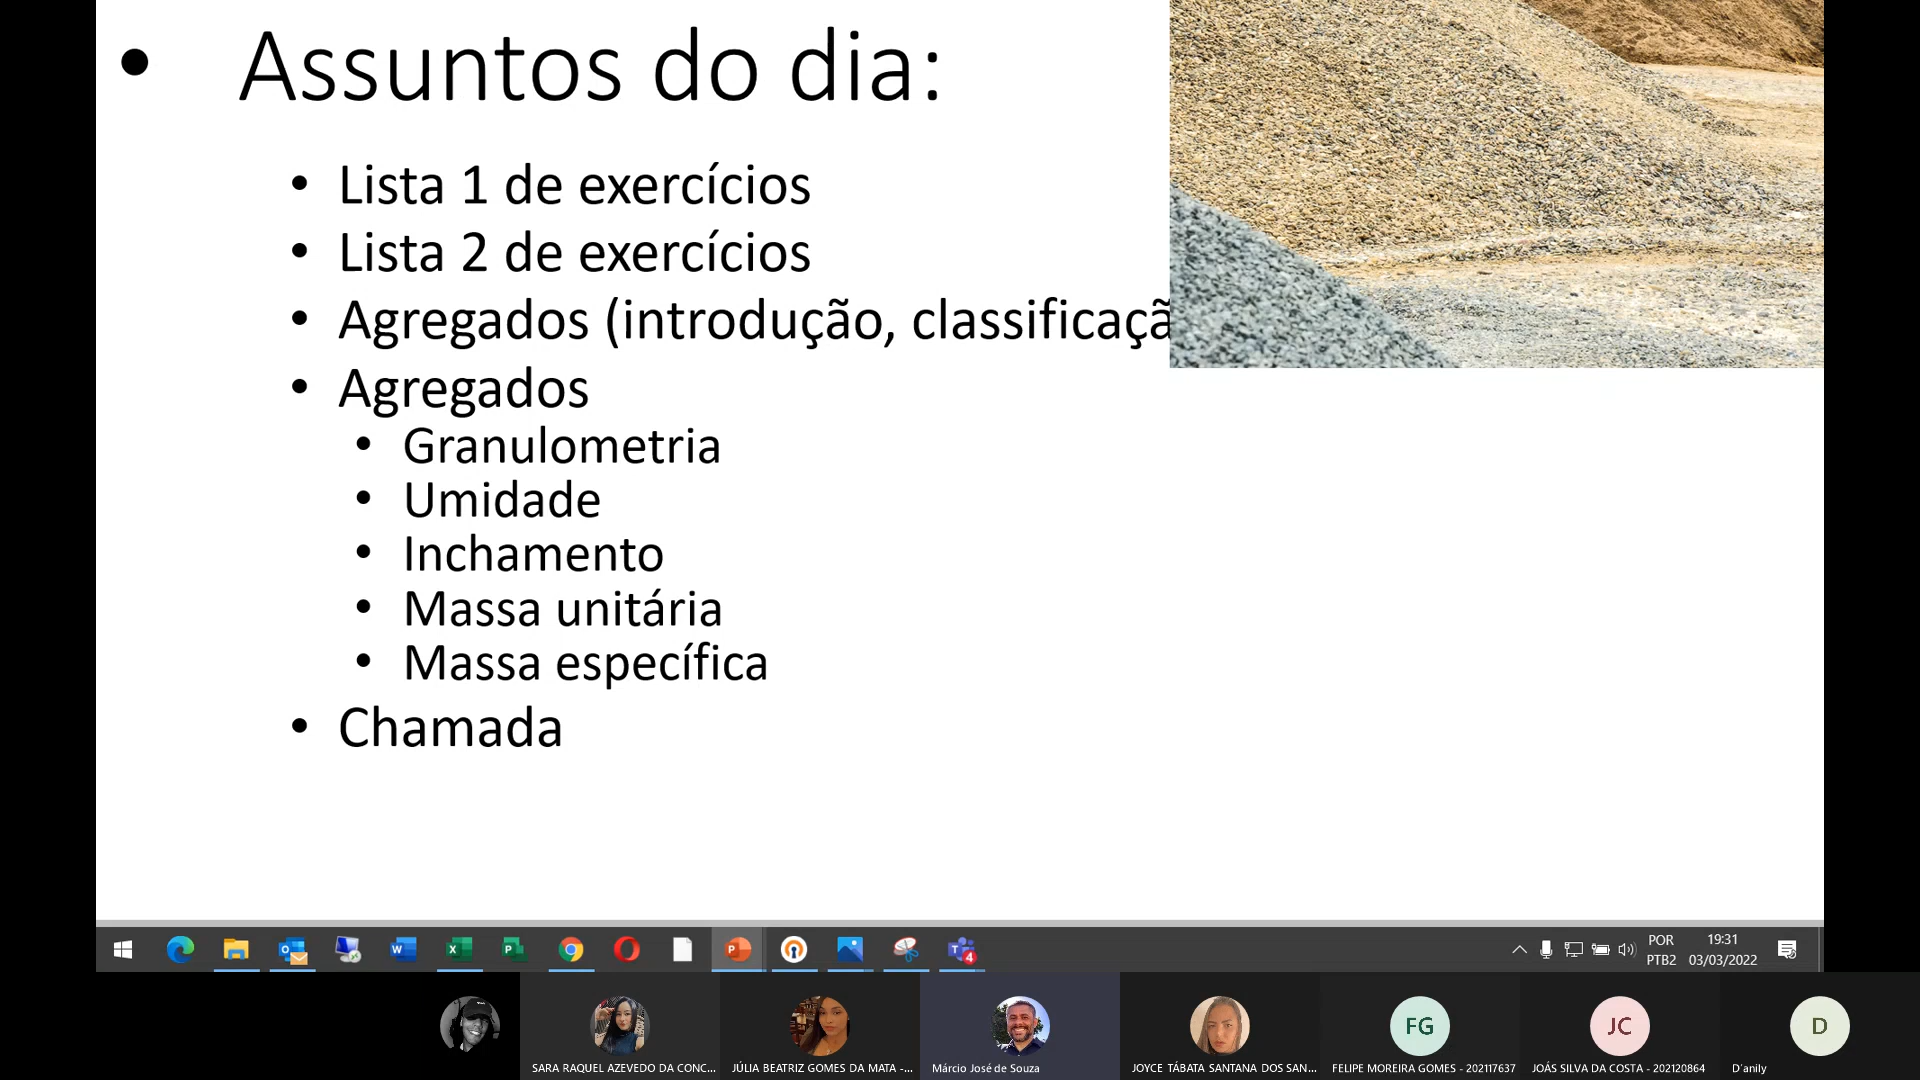 • Assuntos do dia:
• Lista 1 de exercícios
• Lista 2 de exercícios
• Agregados (introdução, classificaçã
• Agregados
• Granulometria
• Umidade
• Inchamento
• Massa unitária
• Massa específica
• Chamada
POR 19:31
PTB2 03/03/2022
4
FG JC D
SARA RAQUEL AZEVEDO DA CONC... JÚLIA BEATRIZ GOMES DA MATA -... Márcio José de Souza JOYCE TÁBATA SANTANA DOS SAN... FELIPE MOREIRA GOMES - 202117637 JOÁS SILVA DA COSTA - 202120864 D´anily